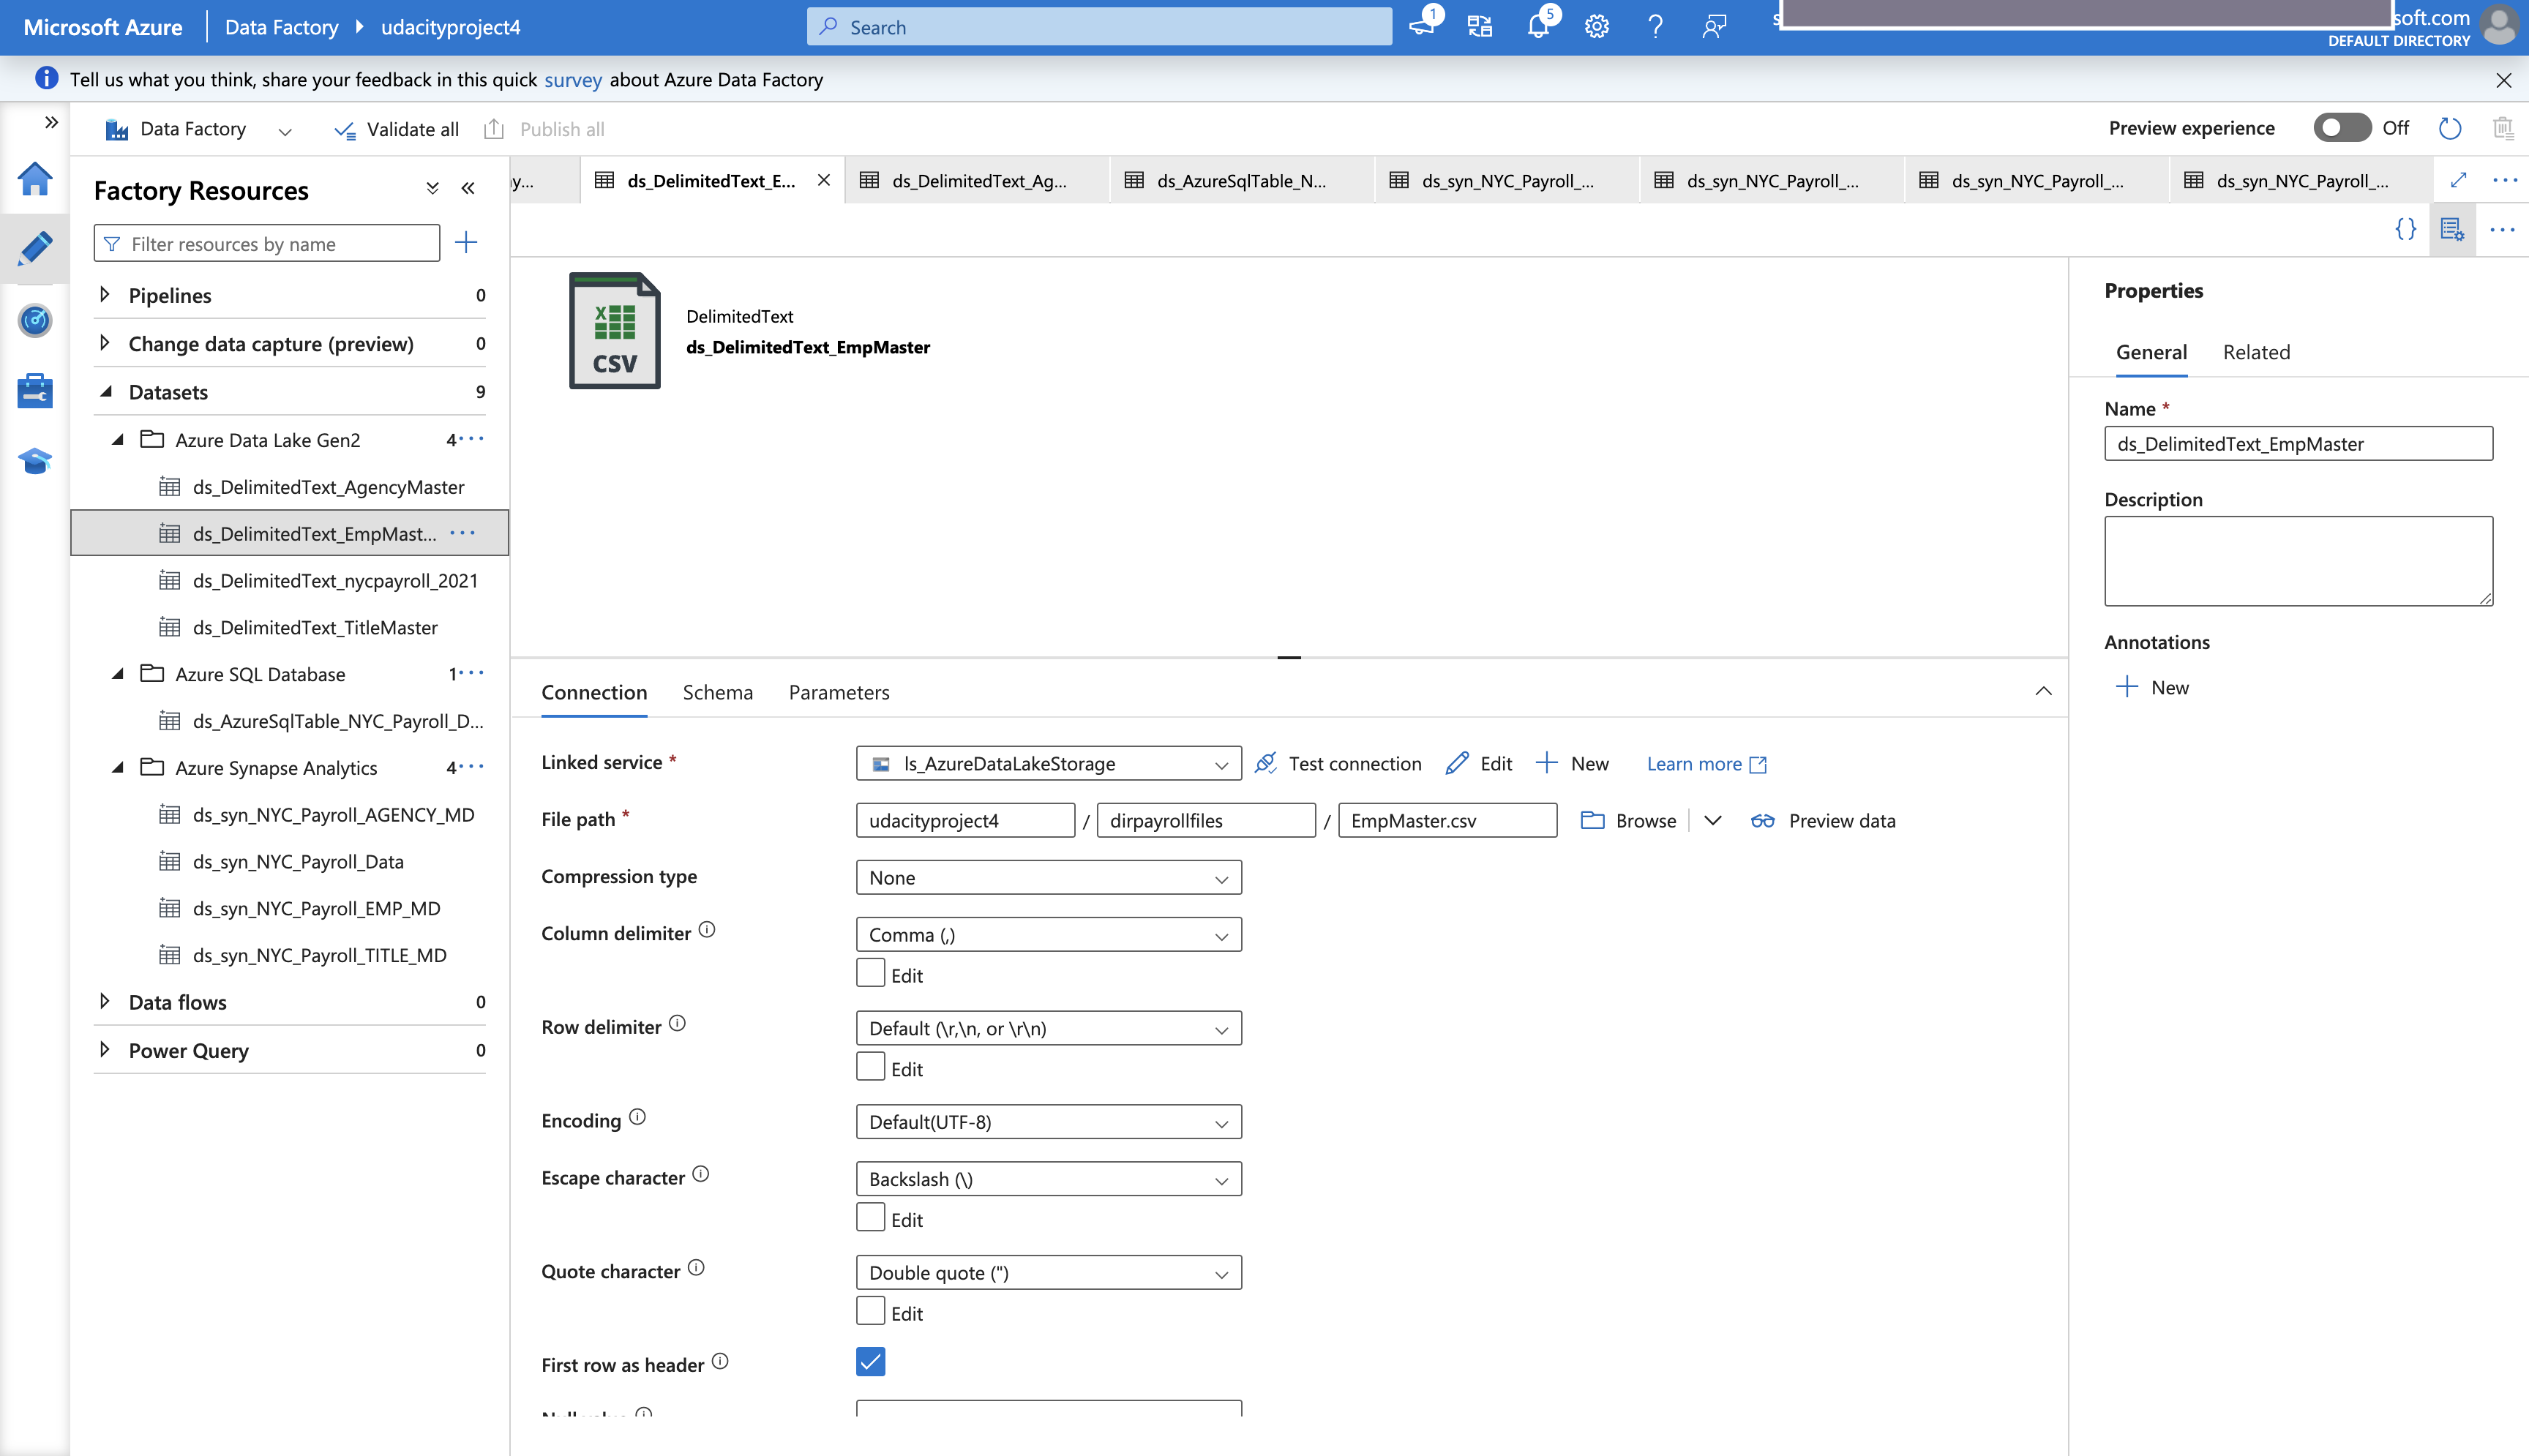 Microsoft Azure Data Factory udacityproject4 Search 1 5 soft.com
DEFAULT DIRECTORY
Tell us what you think, share your feedback in this quick survey about Azure Data Factory
Data Factory Validate all Publish all Preview experience Off
ds_DelimitedText_E... ds_DelimitedText_Ag... ds_AzureSqlTable_N... ds_syn_NYC_Payroll_... ds_syn_NYC_Payroll_... ds_syn_NYC_Payroll_... ds_syn_NYC_Payroll_...
Factory Resources
Filter resources by name
Pipelines 0
Change data capture (preview) 0
Datasets 9
Azure Data Lake Gen2 4
ds_DelimitedText_AgencyMaster
ds_DelimitedText_EmpMast...
ds_DelimitedText_nycpayroll_2021
ds_DelimitedText_TitleMaster
Azure SQL Database 1
ds_AzureSqlTable_NYC_Payroll_D...
Azure Synapse Analytics 4
ds_syn_NYC_Payroll_AGENCY_MD
ds_syn_NYC_Payroll_Data
ds_syn_NYC_Payroll_EMP_MD
ds_syn_NYC_Payroll_TITLE_MD
Data flows 0
Power Query 0
X
CSV
DelimitedText
ds_DelimitedText_EmpMaster
Connection Schema Parameters
Linked service * ls_AzureDataLakeStorage Test connection Edit New Learn more
File path * udacityproject4 / dirpayrollfiles / EmpMaster.csv Browse Preview data
Compression type None
Column delimiter Comma (,)
Edit
Row delimiter Default (\r,\n, or \r\n)
Edit
Encoding Default(UTF-8)
Escape character Backslash (\)
Edit
Quote character Double quote (")
Edit
First row as header
Properties
General Related
Name *
ds_DelimitedText_EmpMaster
Description
Annotations
New